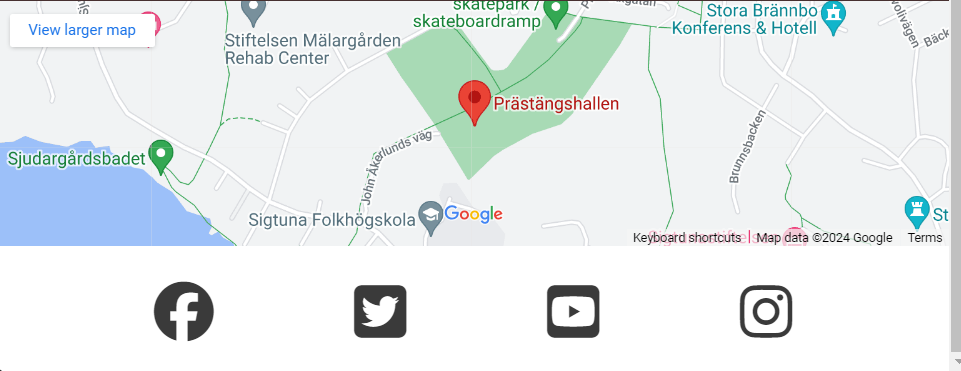 skatepark /
skateboardramp
View larger map
Stiftelsen Mälargården
Rehab Center
Stora Brännbo
Konferens & Hotell
Prästängshallen
Sjudargårdsbadet
John Åkerlunds väg
Brunnsbacken
Sigtuna Folkhögskola
Google
St
Keyboard shortcuts
Map data ©2024 Google
Terms